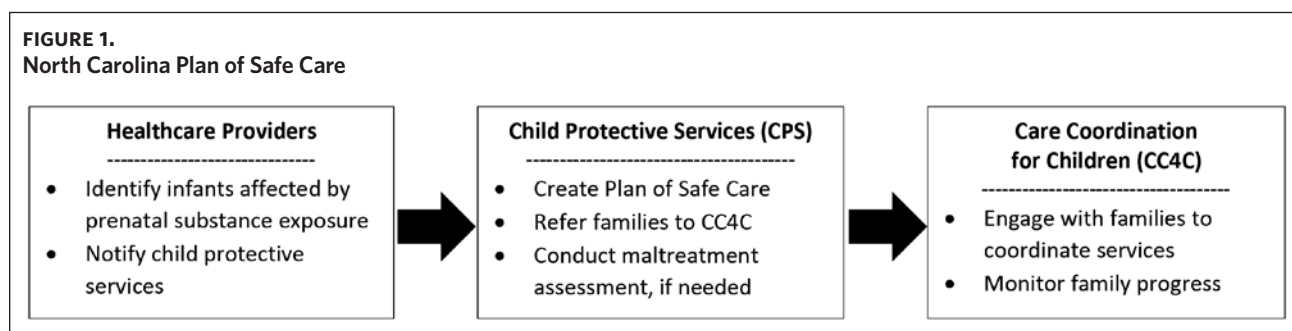 FIGURE 1.
North Carolina Plan of Safe Care
Healthcare Providers
------------------------------
• Identify infants affected by
prenatal substance exposure
• Notify child protective
services
Child Protective Services (CPS)
---------------------------------------
• Create Plan of Safe Care
• Refer families to CC4C
• Conduct maltreatment
assessment, if needed
Care Coordination
for Children (CC4C)
------------------------------------
• Engage with families to
coordinate services
• Monitor family progress